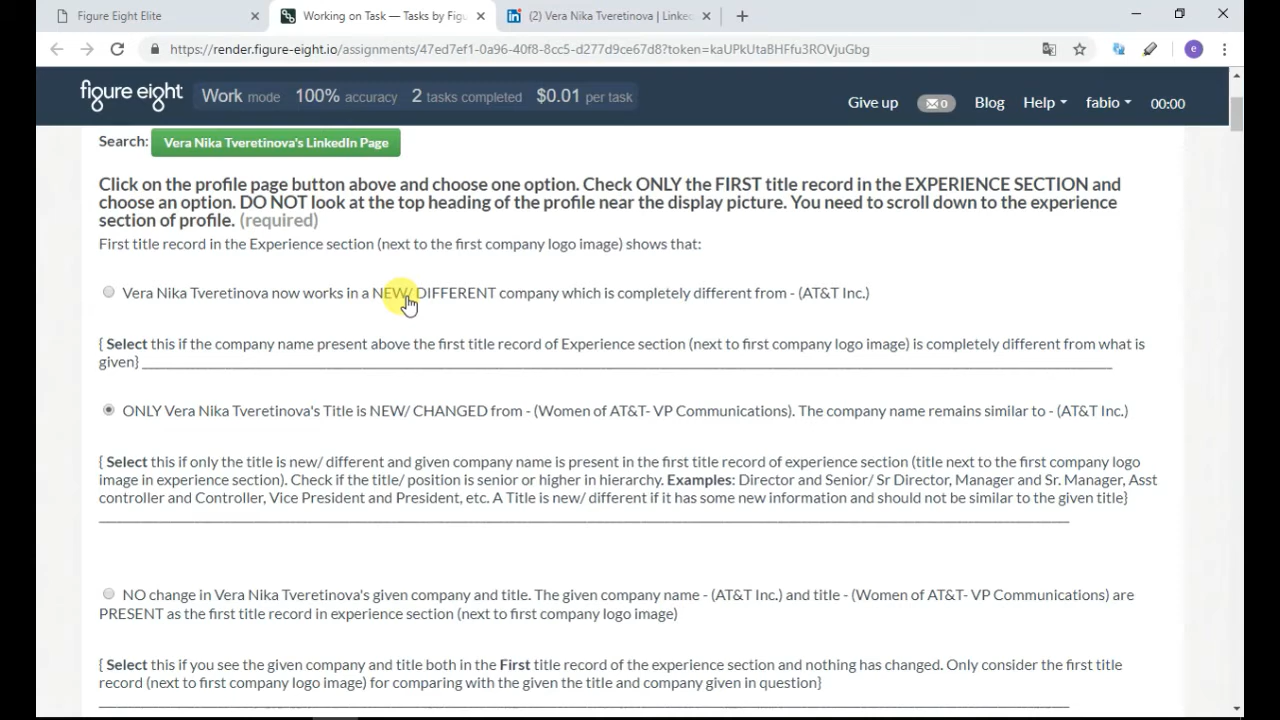 Figure Eight Elite
Working on Task — Tasks by Figu
(2) Vera Nika Tveretinova | Linke
https://render.figure-eight.io/assignments/47ed7ef1-0a96-40f8-8cc5-d277d9ce67d8?token=kaUPkUtaBHFfu3ROVjuGbg
e
figure eight
Work mode 100% accuracy 2 tasks completed $0.01 per task
Give up 0 Blog Help fabio 00:00
Search: Vera Nika Tveretinova's LinkedIn Page
Click on the profile page button above and choose one option. Check ONLY the FIRST title record in the EXPERIENCE SECTION and
choose an option. DO NOT look at the top heading of the profile near the display picture. You need to scroll down to the experience
section of profile. (required)
First title record in the Experience section (next to the first company logo image) shows that:
Vera Nika Tveretinova now works in a NEW/ DIFFERENT company which is completely different from - (AT&T Inc.)
{ Select this if the company name present above the first title record of Experience section (next to first company logo image) is completely different from what is
given}
ONLY Vera Nika Tveretinova's Title is NEW/ CHANGED from - (Women of AT&T- VP Communications). The company name remains similar to - (AT&T Inc.)
{ Select this if only the title is new/ different and given company name is present in the first title record of experience section (title next to the first company logo
image in experience section). Check if the title/ position is senior or higher in hierarchy. Examples: Director and Senior/ Sr Director, Manager and Sr. Manager, Asst
controller and Controller, Vice President and President, etc. A Title is new/ different if it has some new information and should not be similar to the given title}
NO change in Vera Nika Tveretinova's given company and title. The given company name - (AT&T Inc.) and title - (Women of AT&T- VP Communications) are
PRESENT as the first title record in experience section (next to first company logo image)
{ Select this if you see the given company and title both in the First title record of the experience section and nothing has changed. Only consider the first title
record (next to first company logo image) for comparing with the given the title and company given in question}